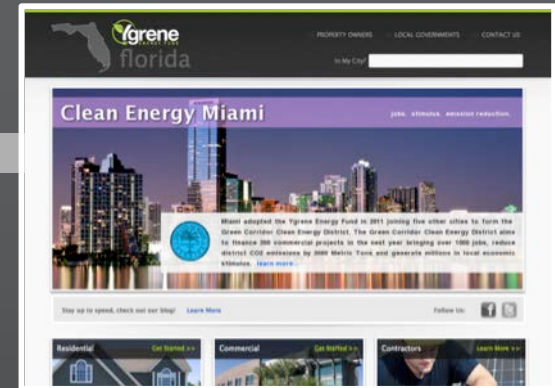 Ygrene
ENERGY FUND
florida
PROPERTY OWNERS
LOCAL GOVERNMENTS
CONTACT US
In My City?
Clean Energy Miami
jobs. stimulus. emission reduction.
Miami adopted the Ygrene Energy Fund in 2011 joining five other cities to form the
Green Corridor Clean Energy District. The Green Corridor Clean Energy District aims
to finance 200 commercial projects in the next year bringing over 1000 jobs, reduce
district CO2 emissions by 3000 Metric Tons and generate millions in local economic
stimulus. learn more...
Stay up to speed, check out our blog! Learn More
Follow Us:
Residential Get Started >>
Commercial Get Started >>
Contractors Learn More >>